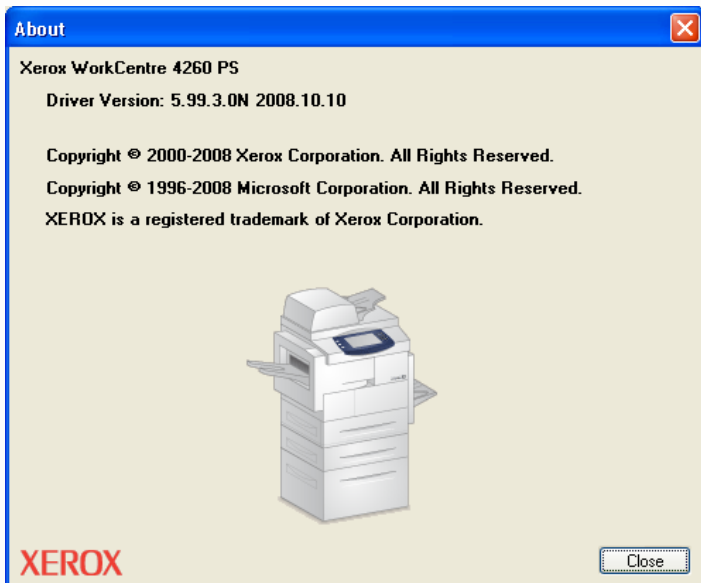 About
Xerox WorkCentre 4260 PS
Driver Version: 5.99.3.0N 2008.10.10
Copyright © 2000-2008 Xerox Corporation. All Rights Reserved.
Copyright © 1996-2008 Microsoft Corporation. All Rights Reserved.
XEROX is a registered trademark of Xerox Corporation.
XEROX
Close